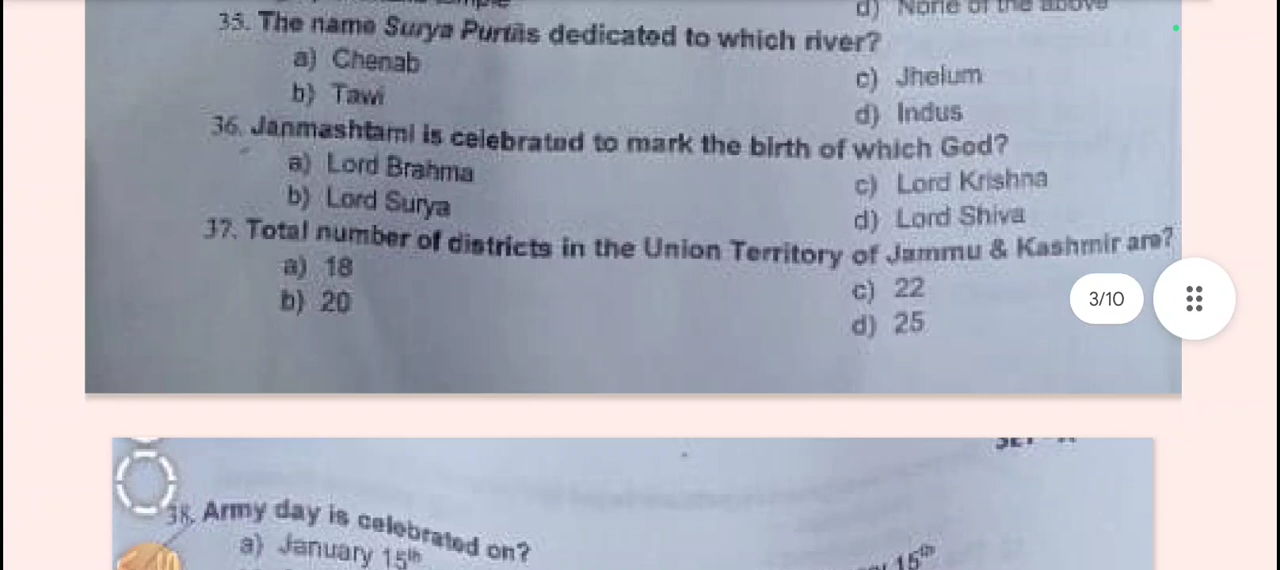 d) None of the above
35. The name Surya Putri is dedicated to which river?
a) Chenab
c) Jhelum
b) Tawi
d) Indus
36. Janmashtami is celebrated to mark the birth of which God?
a) Lord Brahma
c) Lord Krishna
b) Lord Surya
d) Lord Shiva
37. Total number of districts in the Union Territory of Jammu & Kashmir are?
a) 18
c) 22
b) 20
d) 25
3/10
38. Army day is celebrated on?
a) January 15th
15th